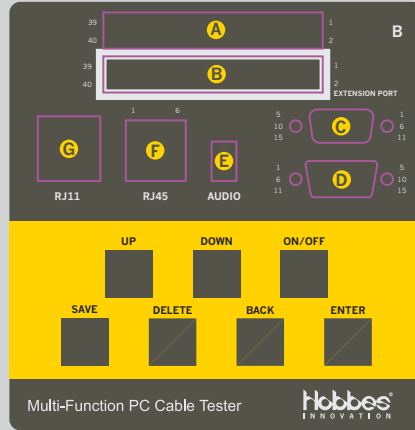 39 A 1
40 2
B
39 B 1
40 2
EXTENSION PORT
1 6
G F E
RJ11 RJ45 AUDIO
5 C 1
10 6
15 11
1 D 5
6 10
11 15
UP DOWN ON/OFF
SAVE DELETE BACK ENTER
Multi-Function PC Cable Tester
Hobbes®
INNOVATION